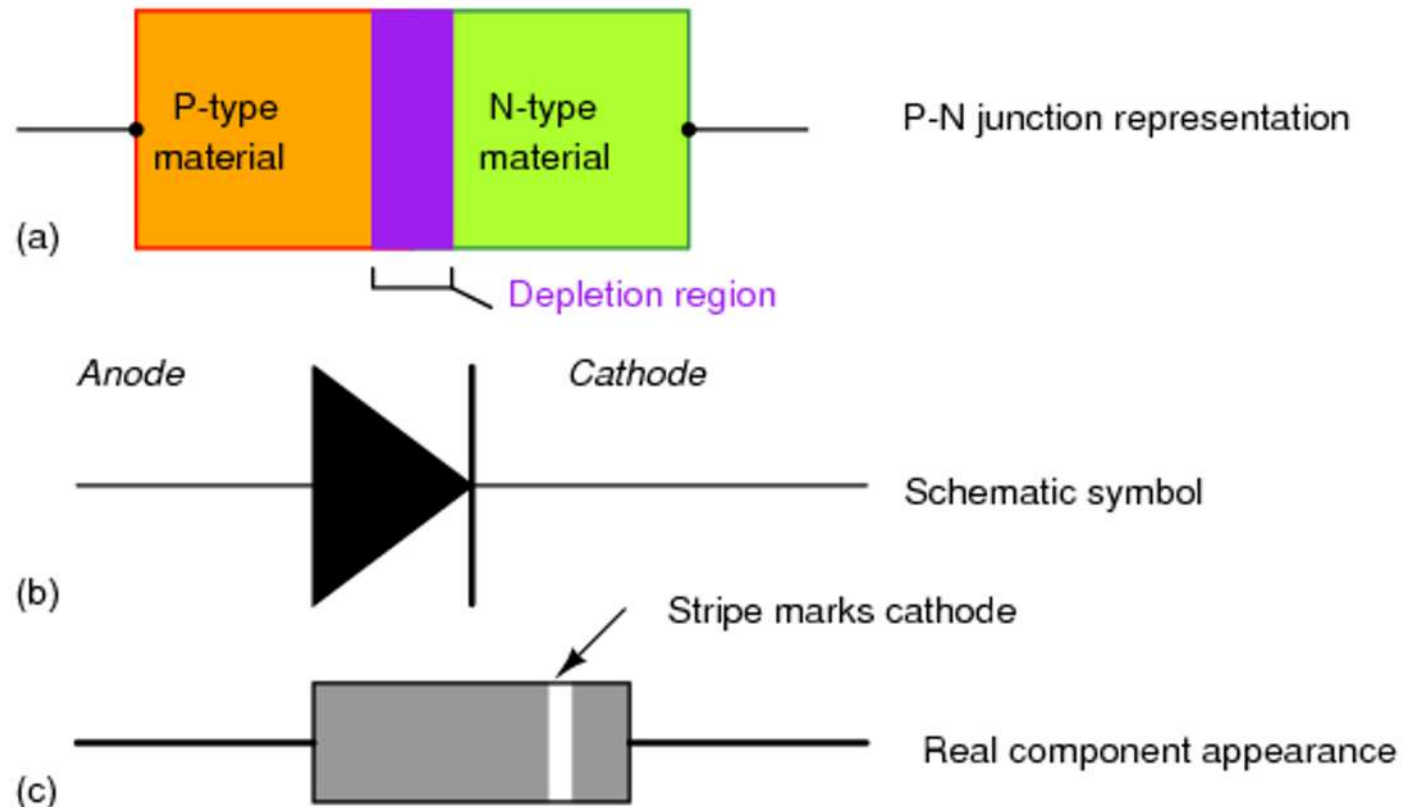 P-type
material
N-type
material
P-N junction representation
(a)
Depletion region
Anode
Cathode
Schematic symbol
(b)
Stripe marks cathode
Real component appearance
(c)